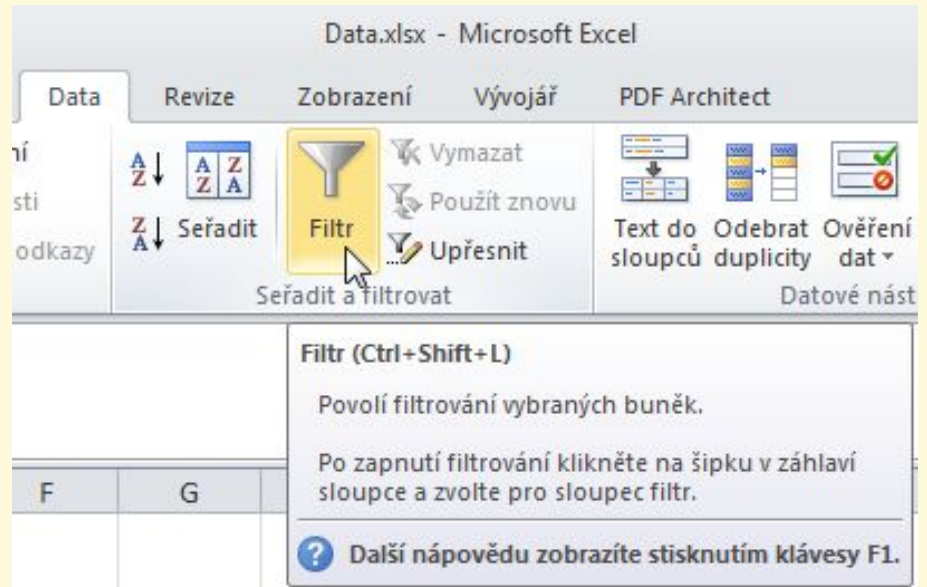 Data.xlsx - Microsoft Excel
Data Revize Zobrazení Vývojář PDF Architect
Seřadit
Filtr
Vymazat
Použít znovu
Upřesnit
Seřadit a filtrovat
odkazy
Text do sloupců
Odebrat duplicity
Ověření dat
Datové
Filtr (Ctrl+Shift+L)
Povolí filtrování vybraných buněk.
Po zapnutí filtrování klikněte na šipku v záhlaví
sloupce a zvolte pro sloupec filtr.
Další nápovědu zobrazíte stisknutím klávesy F1.
F G